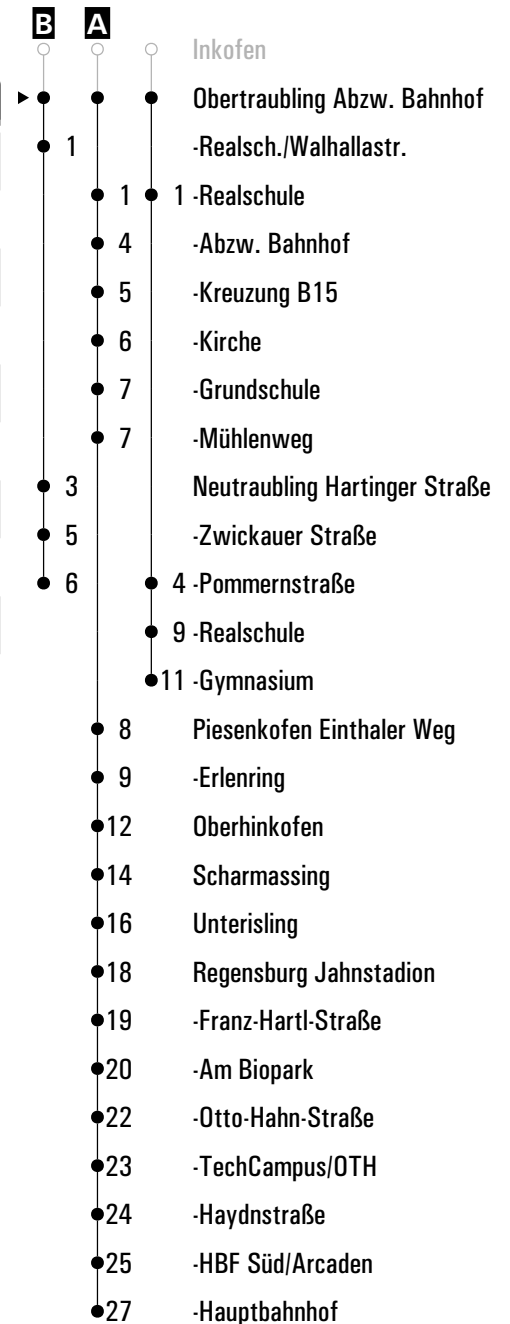 B A
Inkofen
Obertraubling Abzw. Bahnhof
1 -Realsch./Walhallastr.
1 1 -Realschule
4 -Abzw. Bahnhof
5 -Kreuzung B15
6 -Kirche
7 -Grundschule
7 -Mühlenweg
3 Neutraubling Hartinger Straße
5 -Zwickauer Straße
6 4 -Pommernstraße
9 -Realschule
11 -Gymnasium
8 Piesenkofen Einthaler Weg
9 -Erlenring
12 Oberhinkofen
14 Scharmassing
16 Unterisling
18 Regensburg Jahnstadion
19 -Franz-Hartl-Straße
20 -Am Biopark
22 -Otto-Hahn-Straße
23 -TechCampus/OTH
24 -Haydnstraße
25 -HBF Süd/Arcaden
27 -Hauptbahnhof